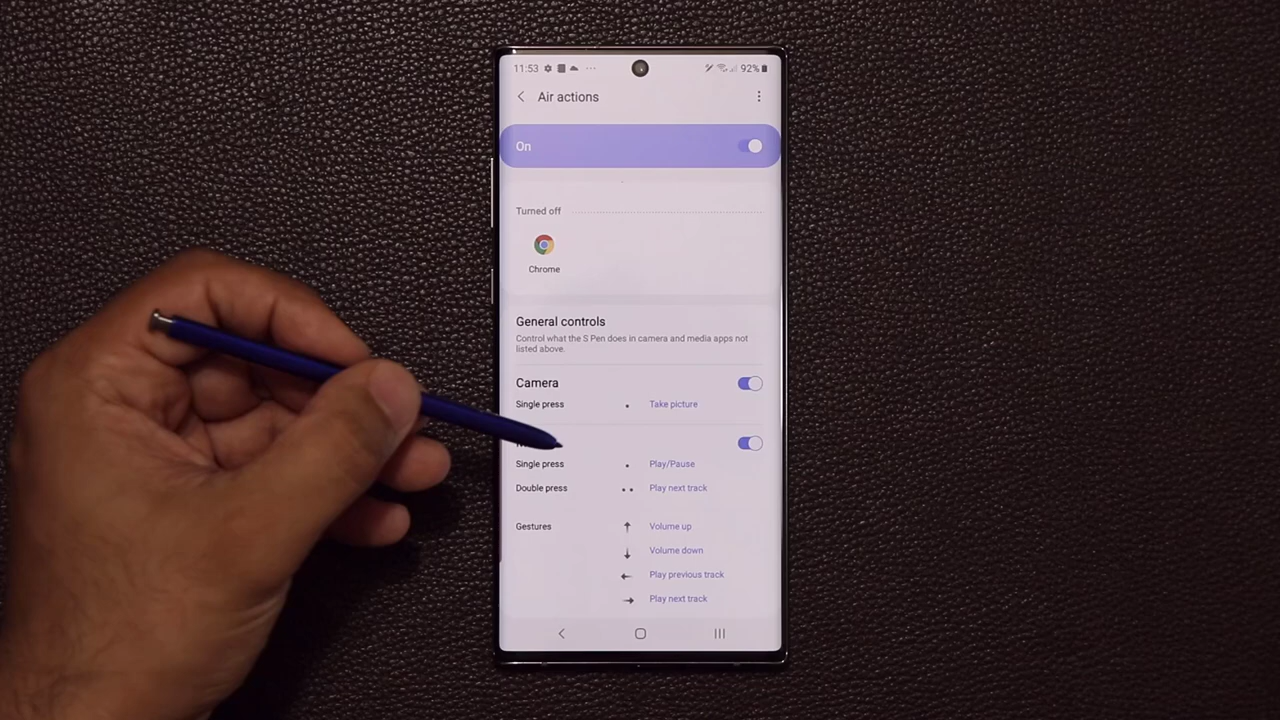 11:53 92%
Air actions
On
Turned off
Chrome
General controls
Control what the S Pen does in camera and media apps not
listed above.
Camera
Single press Take picture
Single press Play/Pause
Double press Play next track
Gestures Volume up
Volume down
Play previous track
Play next track